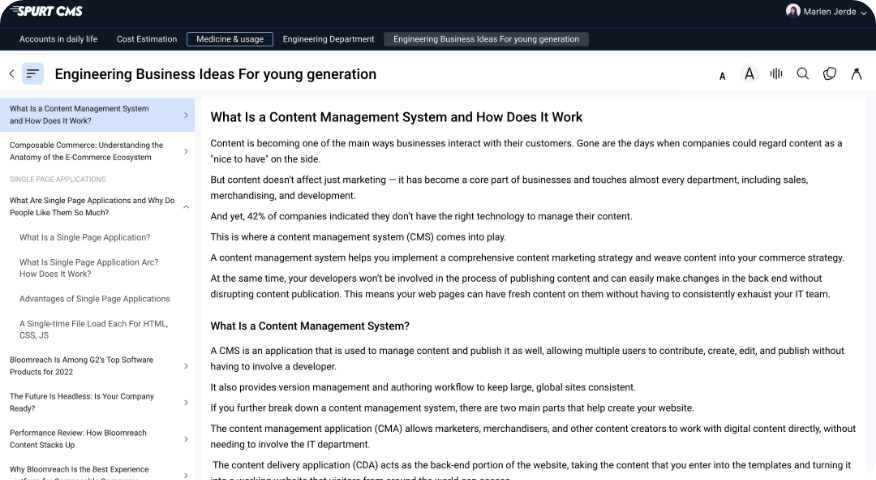 SPURT CMS
Marlen Jerde
Accounts in daily life
Cost Estimation
Medicine & usage
Engineering Department
Engineering Business Ideas For young generation
Engineering Business Ideas For young generation
A
A
What Is a Content Management System
and How Does It Work?
Composable Commerce: Understanding the
Anatomy of the E-Commerce Ecosystem
SINGLE PAGE APPLICATIONS
What Are Single Page Applications and Why Do
People Like Them So Much?
What Is a Single Page Application?
What Is Single Page Application Arc?
How Does It Work?
Advantages of Single Page Applications
A Single-time File Load Each For HTML,
CSS, JS
Bloomreach Is Among G2's Top Software
Products for 2022
The Future Is Headless: Is Your Company
Ready?
Performance Review: How Bloomreach
Content Stacks Up
Why Bloomreach Is the Best Experience
platform for Composable Commerce
What Is a Content Management System and How Does It Work
Content is becoming one of the main ways businesses interact with their customers. Gone are the days when companies could regard content as a
"nice to have" on the side.
But content doesn't affect just marketing — it has become a core part of businesses and touches almost every department, including sales,
merchandising, and development.
And yet, 42% of companies indicated they don't have the right technology to manage their content.
This is where a content management system (CMS) comes into play.
A content management system helps you implement a comprehensive content marketing strategy and weave content into your commerce strategy.
At the same time, your developers won't be involved in the process of publishing content and can easily make changes in the back end without
disrupting content publication. This means your web pages can have fresh content on them without having to consistently exhaust your IT team.
What Is a Content Management System?
A CMS is an application that is used to manage content and publish it as well, allowing multiple users to contribute, create, edit, and publish without
having to involve a developer.
It also provides version management and authoring workflow to keep large, global sites consistent.
If you further break down a content management system, there are two main parts that help create your website.
The content management application (CMA) allows marketers, merchandisers, and other content creators to work with digital content directly, without
needing to involve the IT department.
The content delivery application (CDA) acts as the back-end portion of the website, taking the content that you enter into the templates and turning it
into a working website that visitors from around the world can access.